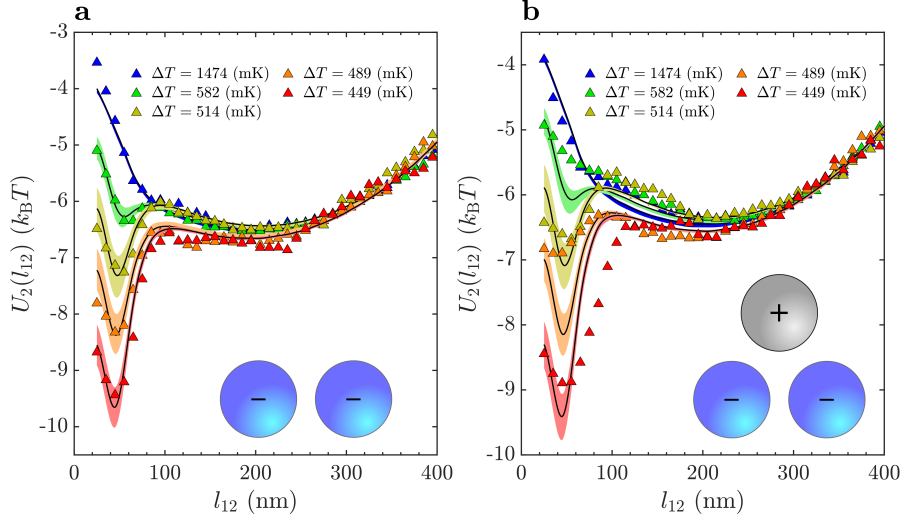 a
-3
-4
-5
-6
-7
-8
-9
-10
U₂(l₁₂) (k_BT)
ΔT = 1474 (mK)
ΔT = 582 (mK)
ΔT = 514 (mK)
ΔT = 489 (mK)
ΔT = 449 (mK)
−
−
0
100
200
300
400
l₁₂ (nm)
b
-3
-4
-5
-6
-7
-8
-9
-10
U₂(l₁₂) (k_BT)
ΔT = 1474 (mK)
ΔT = 582 (mK)
ΔT = 514 (mK)
ΔT = 489 (mK)
ΔT = 449 (mK)
+
−
−
0
100
200
300
400
l₁₂ (nm)